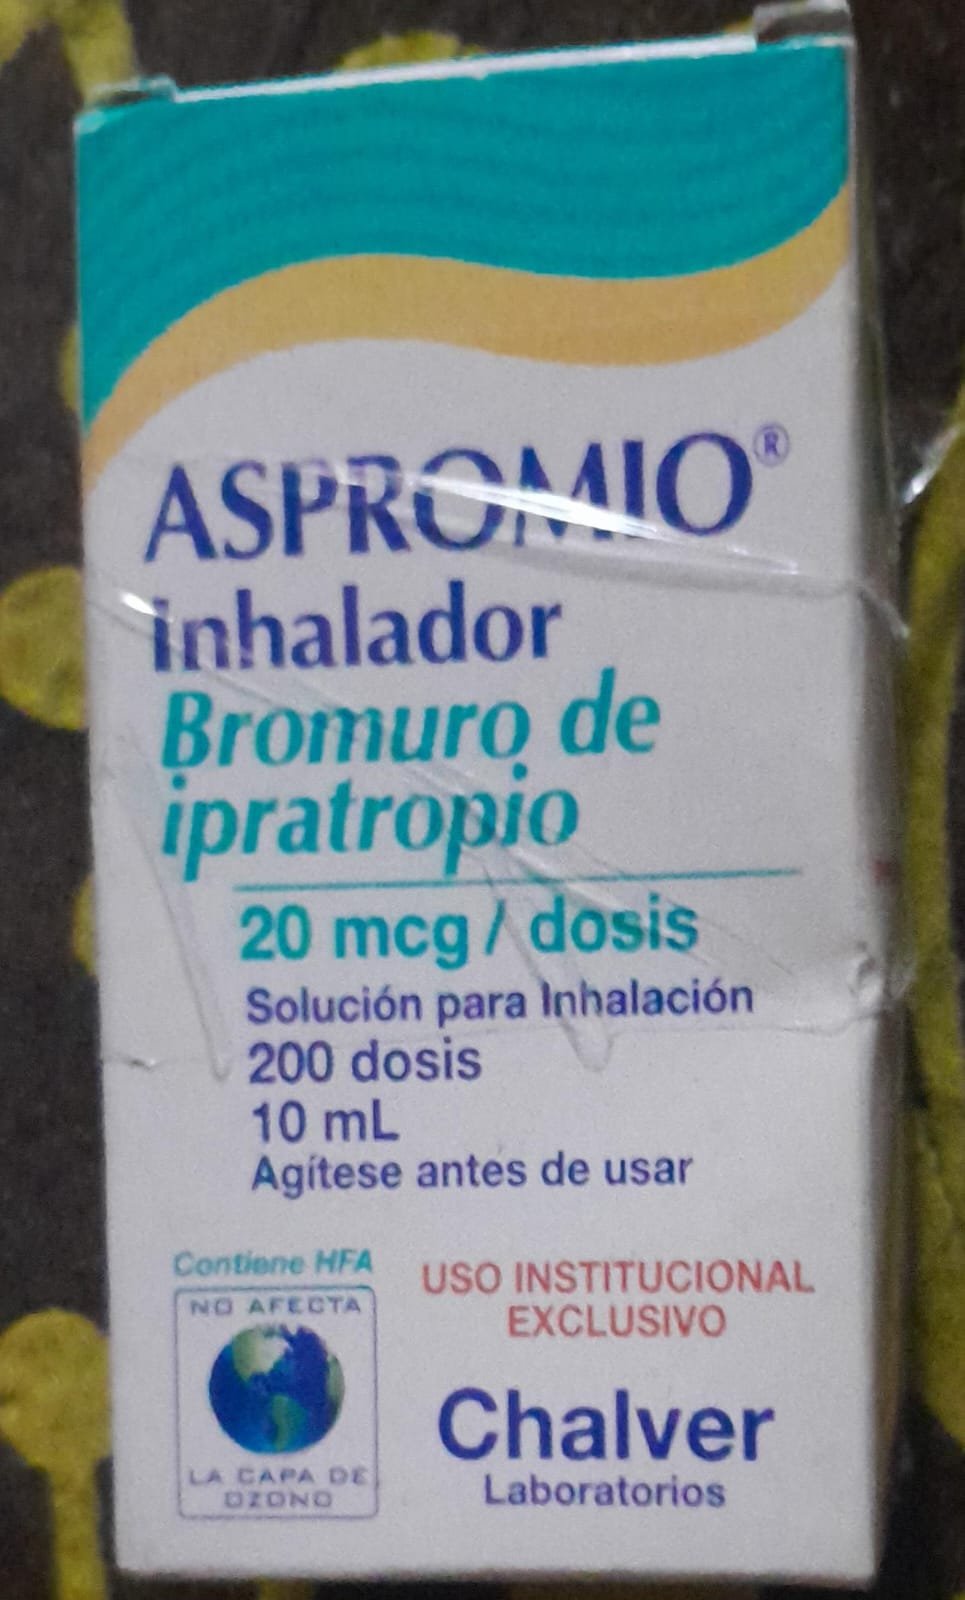 ASPROMIO®
inhalador
Bromuro de
ipratropio
20 mcg / dosis
Solución para Inhalación
200 dosis
10 mL
Agítese antes de usar
Contiene HFA
NO AFECTA
LA CAPA DE
OZONO
USO INSTITUCIONAL
EXCLUSIVO
Chalver
Laboratorios